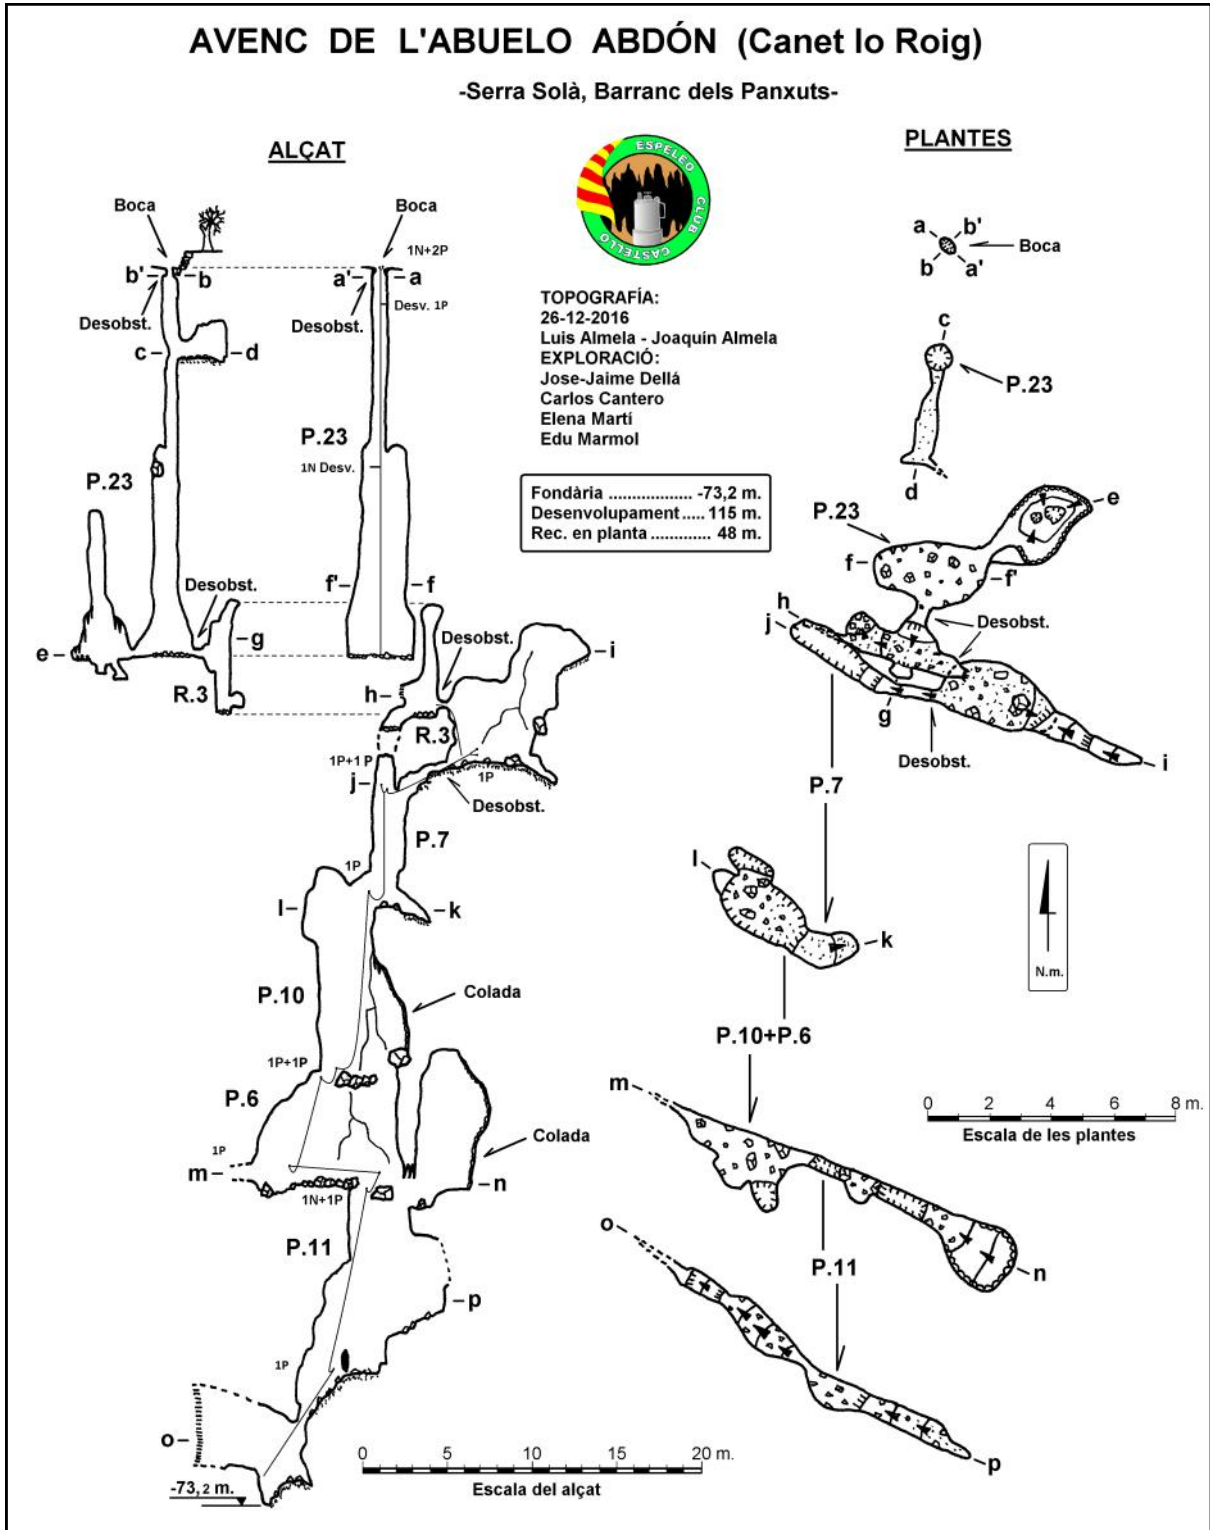 AVENC DE L'ABUELO ABDÓN (Canet lo Roig)
-Serra Solà, Barranc dels Panxuts-
ALÇAT
ESPELEO CLUB CASTELLO
PLANTES
Boca
Boca
1N+2P
b'
b
a'
a
Desobst.
Desobst.
Desv. 1P
c
d
P.23
P.23
1N Desv.
Desobst.
f'
f
e
g
R.3
TOPOGRAFÍA:
26-12-2016
Luis Almela - Joaquín Almela
EXPLORACIÓ:
Jose-Jaime Dellá
Carlos Cantero
Elena Martí
Edu Marmol
Fondària .................. -73,2 m.
Desenvolupament ..... 115 m.
Rec. en planta ............. 48 m.
Desobst.
i
h
R.3
1P+1P
j
1P
Desobst.
P.7
1P
l
k
P.10
Colada
1P+1P
P.6
1P
m
Colada
n
1N+1P
P.11
p
1P
o
-73,2 m.
0 5 10 15 20 m.
Escala del alçat
a
b'
b
a'
Boca
c
P.23
d
P.23
e
f
f'
h
j
Desobst.
g
Desobst.
i
P.7
l
k
N.m.
P.10+P.6
m
0 2 4 6 8 m.
Escala de les plantes
n
o
P.11
p